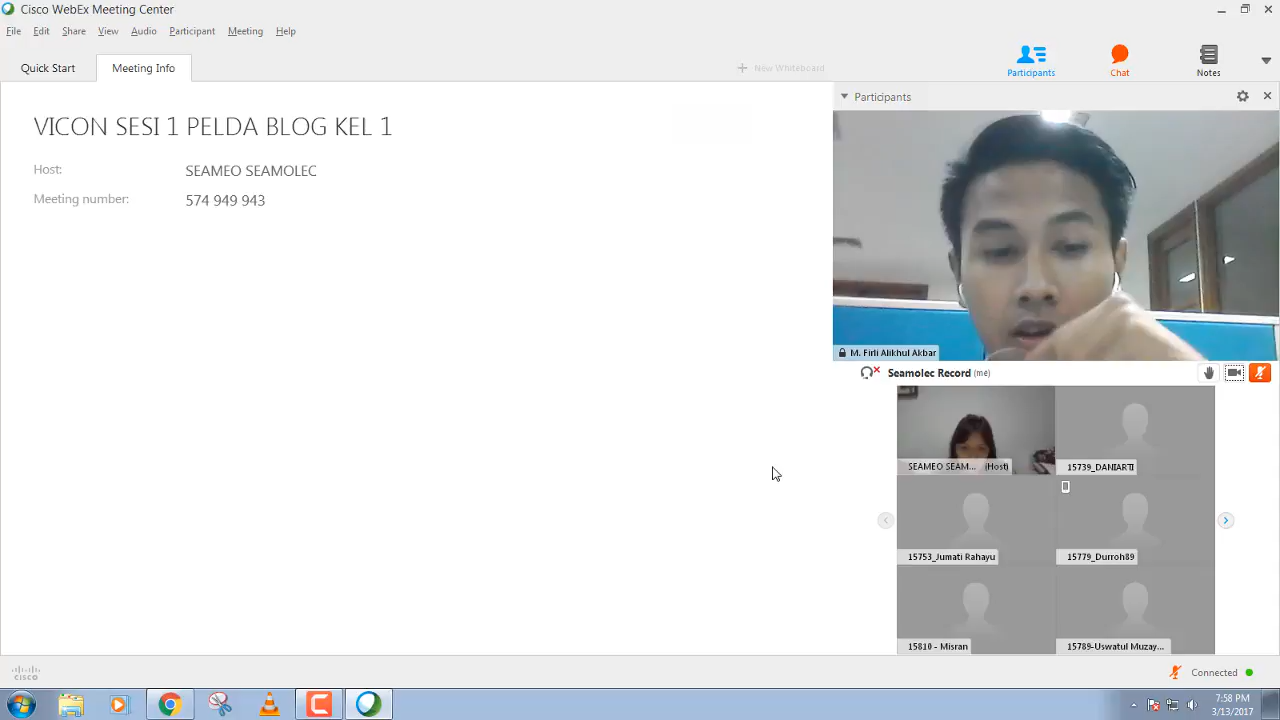 Cisco WebEx Meeting Center
File Edit Share View Audio Participant Meeting Help
Quick Start Meeting Info
+ New Whiteboard
Participants Chat Notes
Participants
VICON SESI 1 PELDA BLOG KEL 1
Host: SEAMEO SEAMOLEC
Meeting number: 574 949 943
M. Firli Alikhul Akbar
Seamolec Record (me)
SEAMEO SEAM... (Host) 15739_DANIARTI
15753_Jumati Rahayu 15779_Durroh89
15810 - Misran 15789-Uswatul Muzay...
cisco
Connected
7:58 PM
3/13/2017